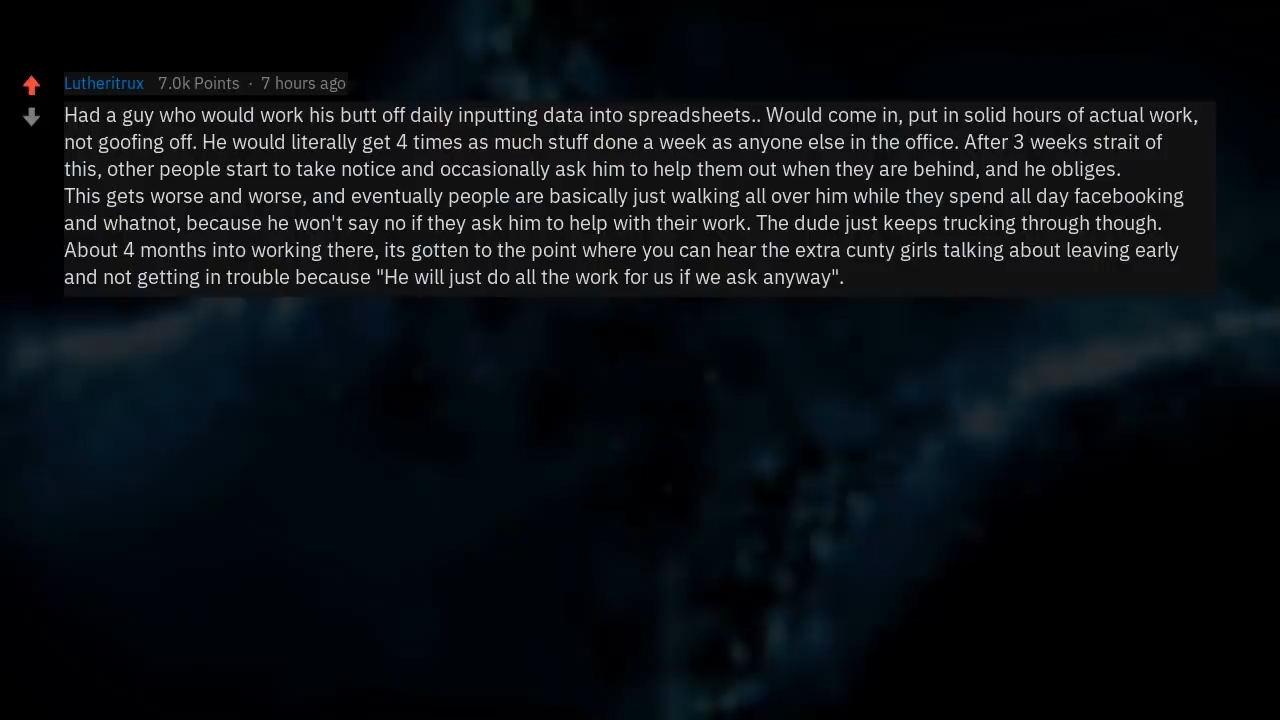 Lutheritrux 7.0k Points · 7 hours ago
Had a guy who would work his butt off daily inputting data into spreadsheets.. Would come in, put in solid hours of actual work,
not goofing off. He would literally get 4 times as much stuff done a week as anyone else in the office. After 3 weeks strait of
this, other people start to take notice and occasionally ask him to help them out when they are behind, and he obliges.
This gets worse and worse, and eventually people are basically just walking all over him while they spend all day facebooking
and whatnot, because he won't say no if they ask him to help with their work. The dude just keeps trucking through though.
About 4 months into working there, its gotten to the point where you can hear the extra cunty girls talking about leaving early
and not getting in trouble because "He will just do all the work for us if we ask anyway".